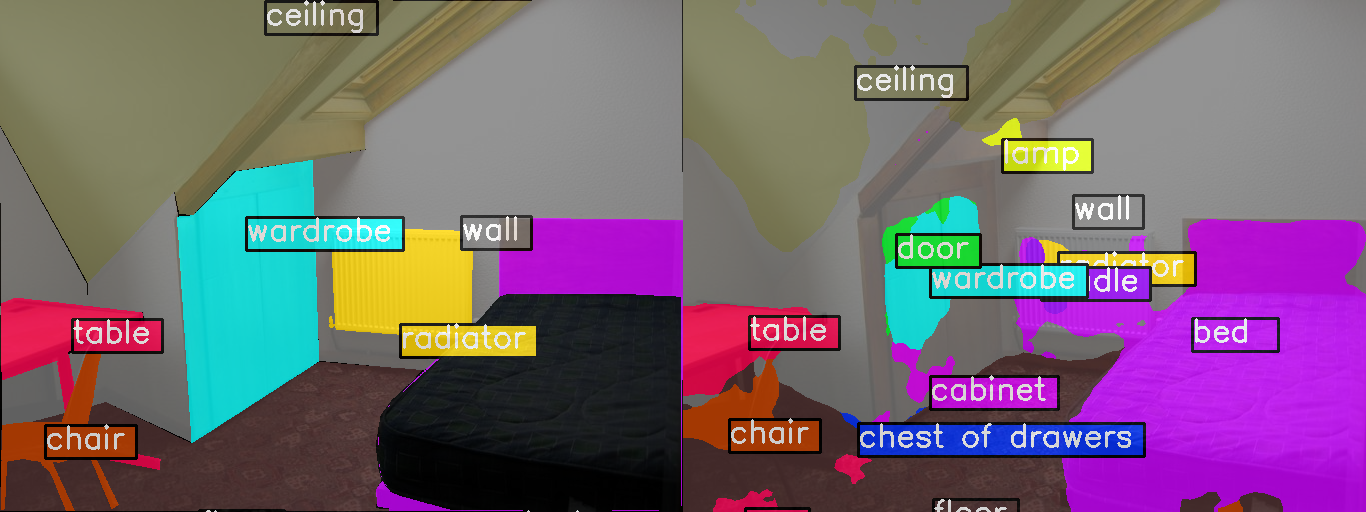 ceiling
wardrobe
wall
table
radiator
chair
ceiling
lamp
wall
door
radiator
wardrobe
dle
table
bed
cabinet
chair
chest of drawers
floor